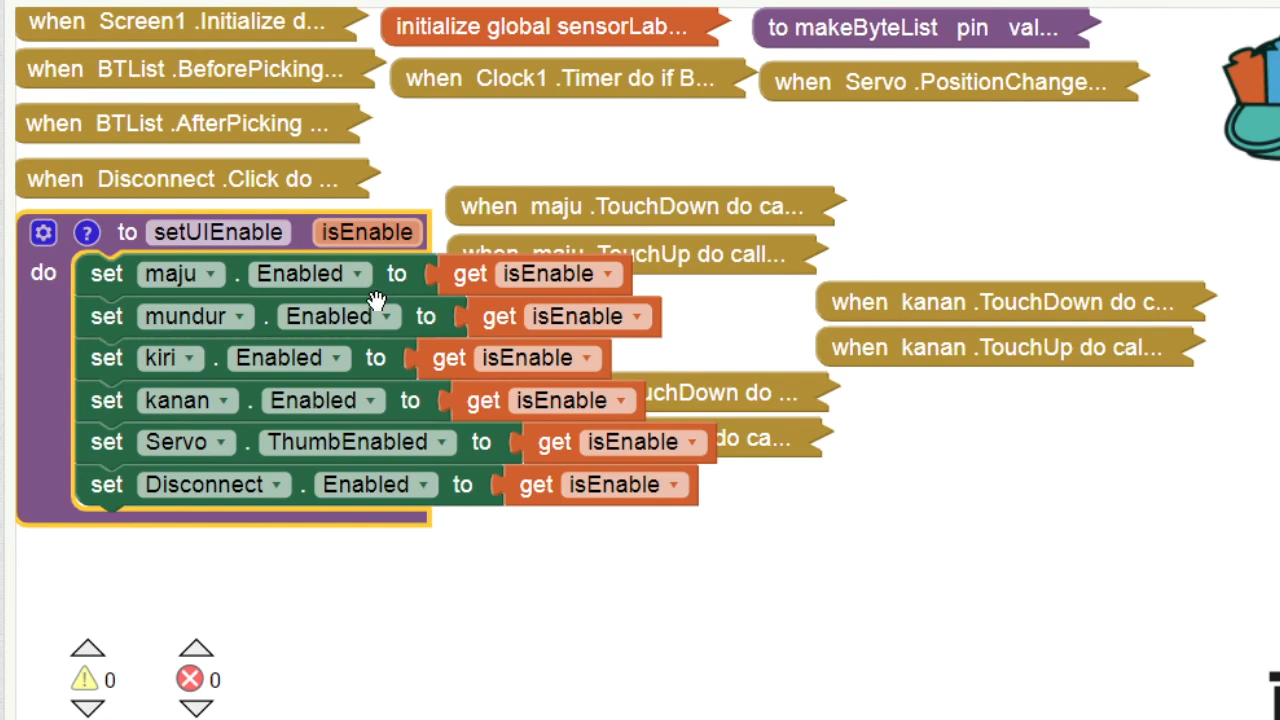 when Screen1 .Initialize d...
initialize global sensorLab...
to makeByteList pin val...
when BTList .BeforePicking...
when Clock1 .Timer do if B...
when Servo .PositionChange...
when BTList .AfterPicking ...
when Disconnect .Click do ...
when maju .TouchDown do ca...
when maju .TouchUp do call...
to setUIEnable isEnable
do set maju . Enabled to get isEnable
set mundur . Enabled to get isEnable
set kiri . Enabled to get isEnable
set kanan . Enabled to get isEnable
set Servo . ThumbEnabled to get isEnable
set Disconnect . Enabled to get isEnable
when kanan .TouchDown do c...
when kanan .TouchUp do cal...
do ...
do ca...
0
0